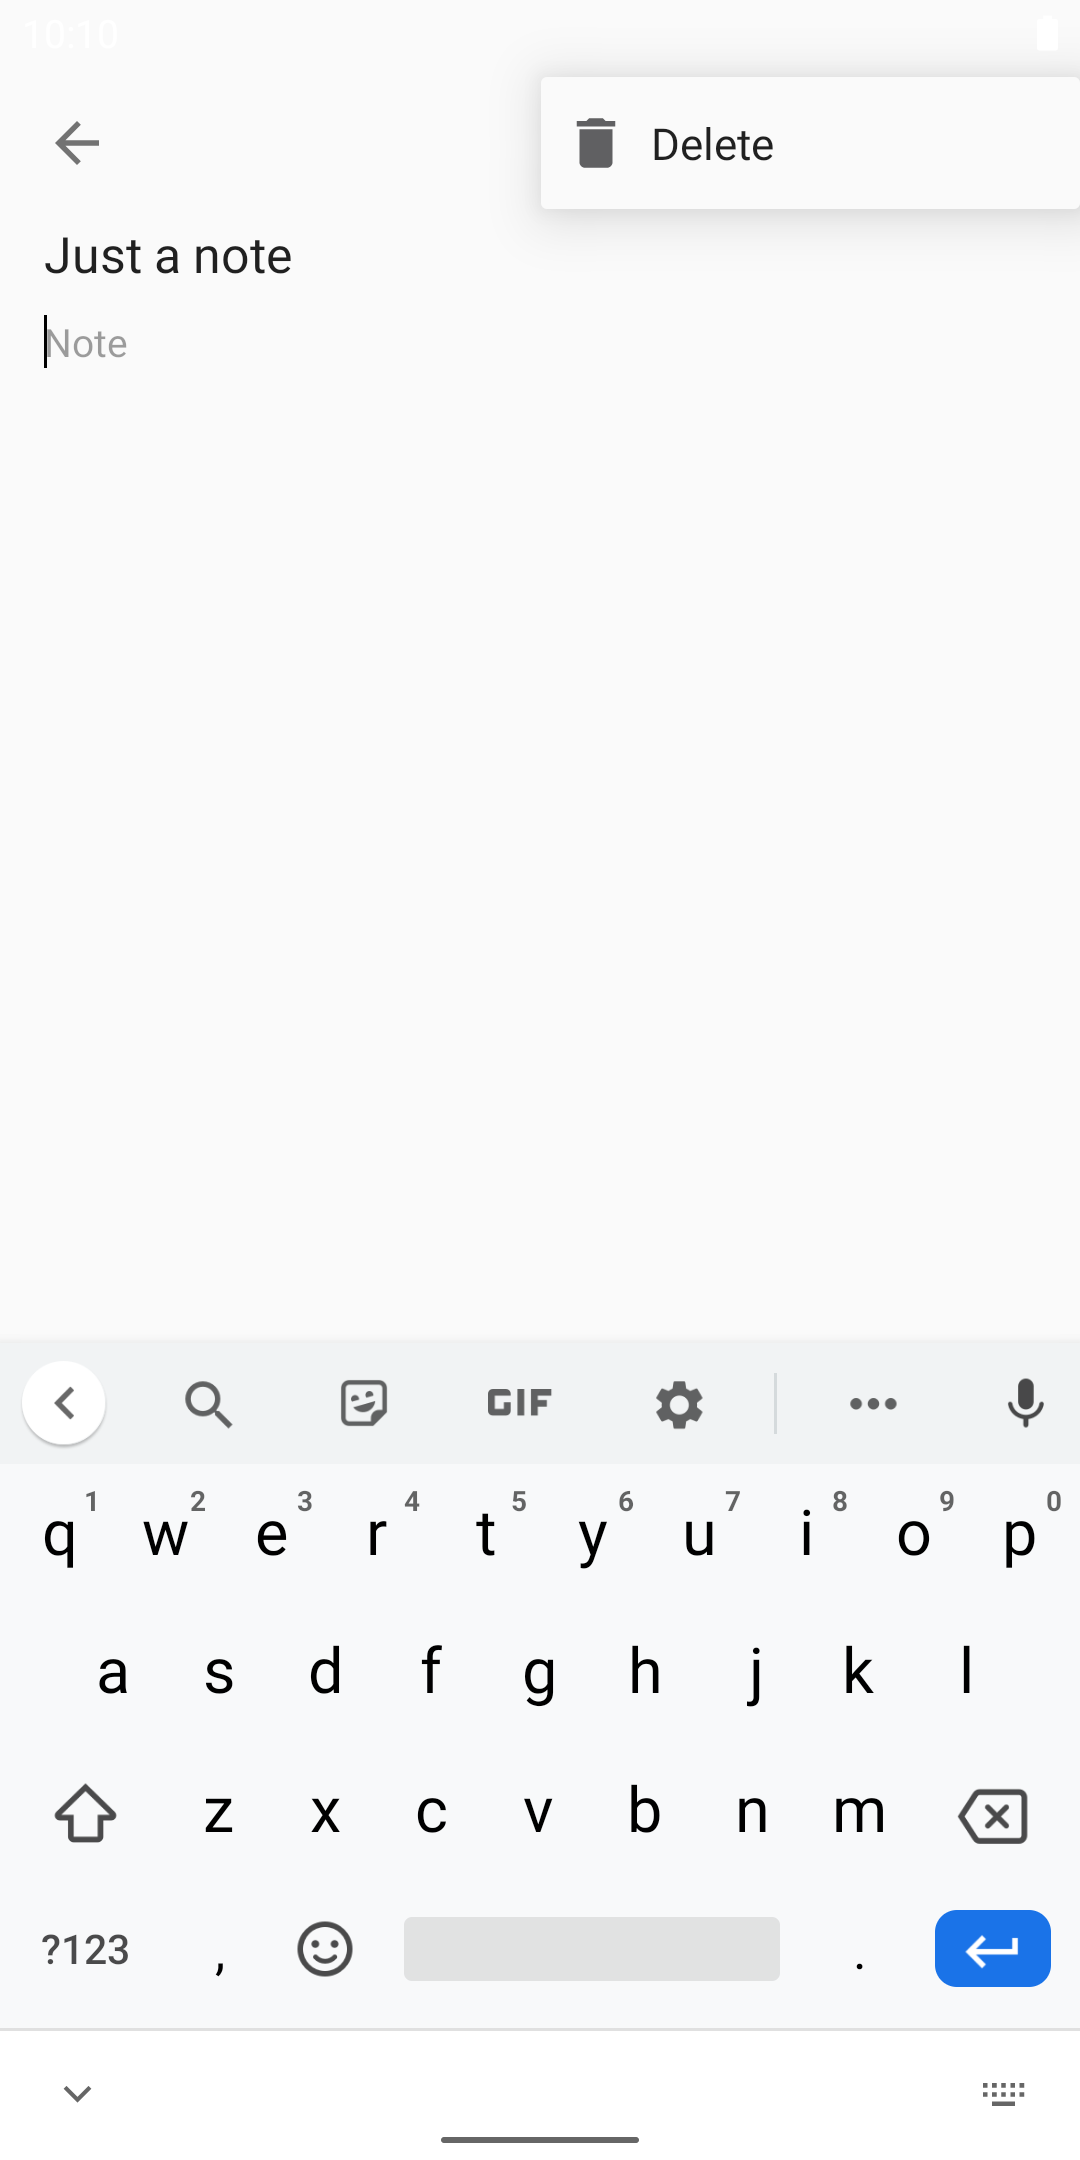 10:10
Delete
Just a note
Note
GIF
q 1 w 2 e 3 r 4 t 5 y 6 u 7 i 8 o 9 p 0
a s d f g h j k l
z x c v b n m
?123 , .